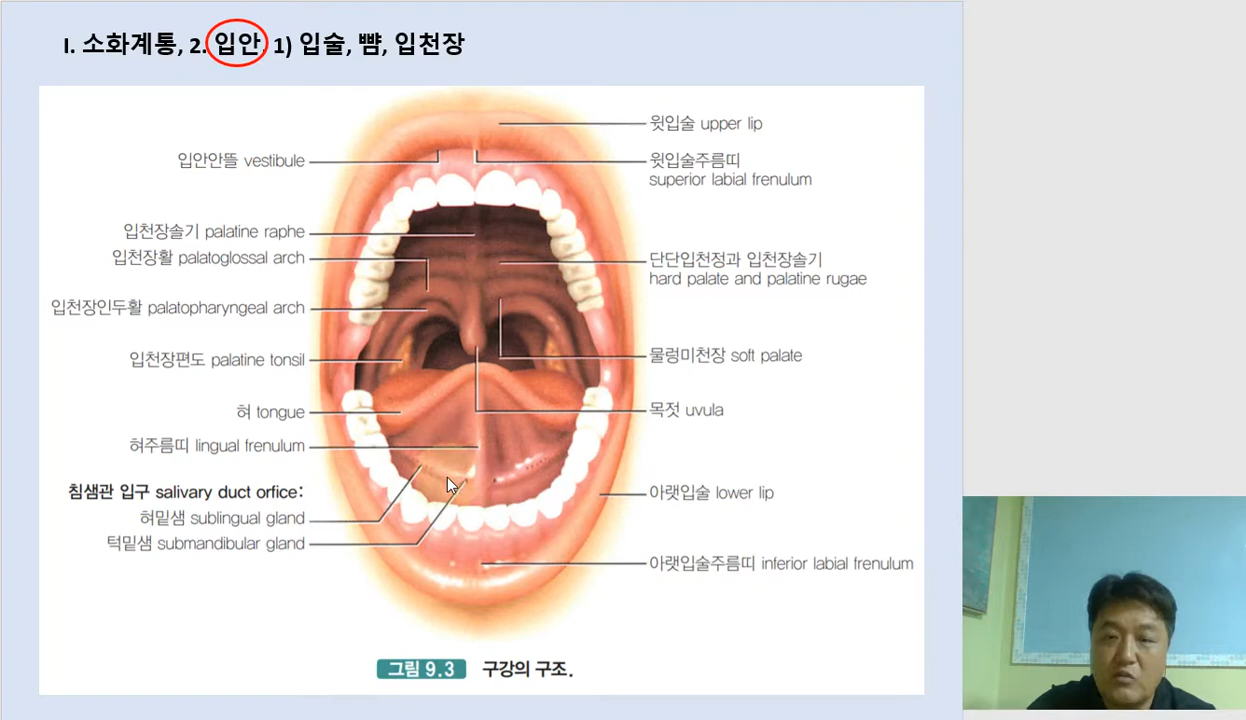 I. 소화계통, 2. 입안, 1) 입술, 뺨, 입천장
윗입술 upper lip
입안안뜰 vestibule
윗입술주름띠
superior labial frenulum
입천장솔기 palatine raphe
입천장활 palatoglossal arch
단단입천정과 입천장솔기
hard palate and palatine rugae
입천장인두활 palatopharyngeal arch
입천장편도 palatine tonsil
물렁미천장 soft palate
혀 tongue
목젓 uvula
혀주름띠 lingual frenulum
침샘관 입구 salivary duct orfice:
아랫입술 lower lip
혀밑샘 sublingual gland
턱밑샘 submandibular gland
아랫입술주름띠 inferior labial frenulum
그림 9.3 구강의 구조.